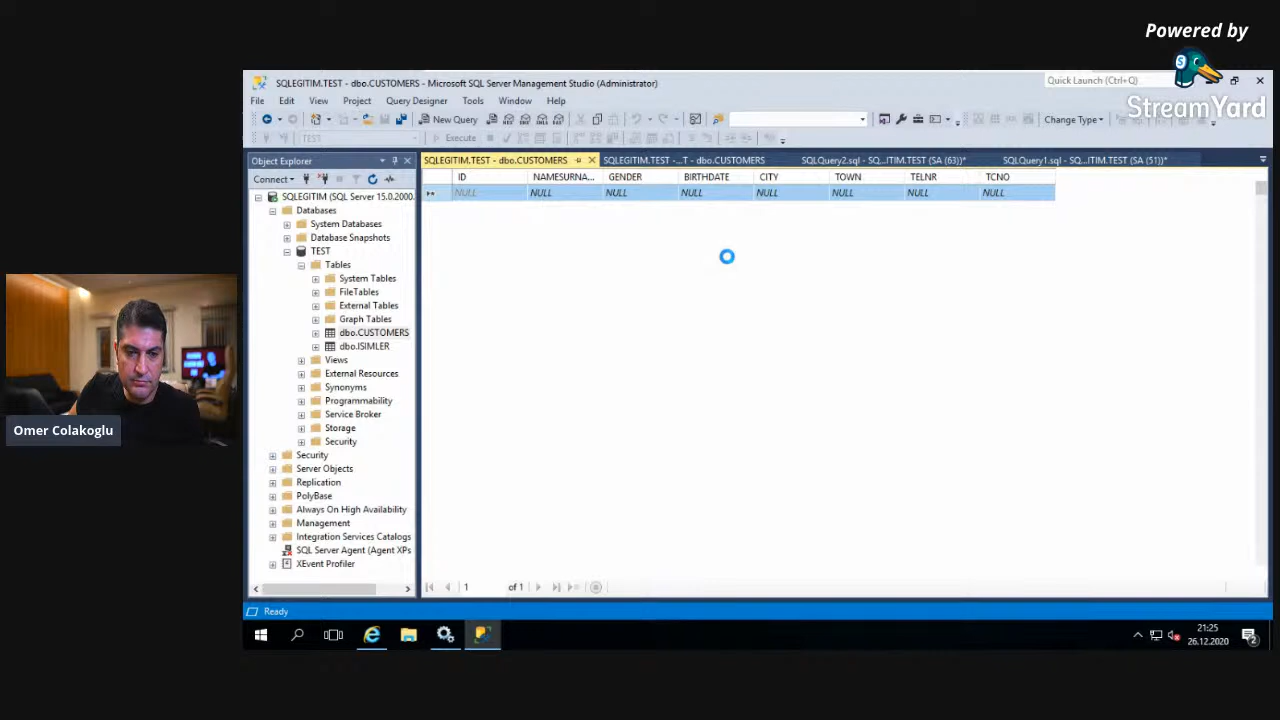 Powered by
StreamYard
SQLEGITIM.TEST - dbo.CUSTOMERS - Microsoft SQL Server Management Studio (Administrator)
Quick Launch (Ctrl+Q)
File Edit View Project Query Designer Tools Window Help
New Query
Change Type
TEST
Execute
Object Explorer
SQLEGITIM.TEST - dbo.CUSTOMERS
SQLEGITIM.TEST -...T - dbo.CUSTOMERS
SQLQuery2.sql - SQ...ITIM.TEST (SA (63))*
SQLQuery1.sql - SQ...ITIM.TEST (SA (51))*
Connect
ID NAMESURNA... GENDER BIRTHDATE CITY TOWN TELNR TCNO
NULL NULL NULL NULL NULL NULL NULL NULL
SQLEGITIM (SQL Server 15.0.2000.
Databases
System Databases
Database Snapshots
TEST
Tables
System Tables
FileTables
External Tables
Graph Tables
dbo.CUSTOMERS
dbo.ISIMLER
Views
External Resources
Synonyms
Programmability
Service Broker
Storage
Security
Security
Server Objects
Replication
PolyBase
Always On High Availability
Management
Integration Services Catalogs
SQL Server Agent (Agent XPs
XEvent Profiler
1 of 1
Ready
Omer Colakoglu
21:25
26.12.2020
2